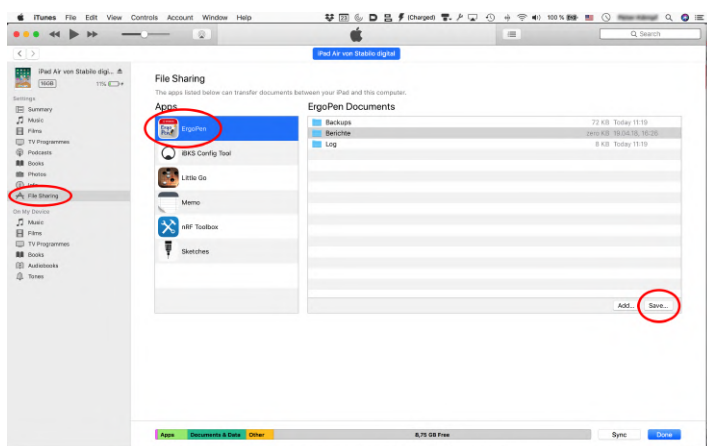 iTunes File Edit View Controls Account Window Help (Charged) 100 %
Q Search
iPad Air von Stabilo digital
iPad Air von Stabilo digi...
16GB 11%
Settings
Summary
Music
Films
TV Programmes
Podcasts
Books
Photos
Info
File Sharing
On My Device
Music
Films
TV Programmes
Books
Audiobooks
Tones
File Sharing
The apps listed below can transfer documents between your iPad and this computer.
Apps
ErgoPen
iBKS Config Tool
Little Go
Memo
nRF Toolbox
Sketches
ErgoPen Documents
Backups 72 KB Today 11:19
Berichte zero KB 19.04.18, 16:26
Log 8 KB Today 11:19
Add... Save...
Apps Documents & Data Other 8,75 GB Free Sync Done